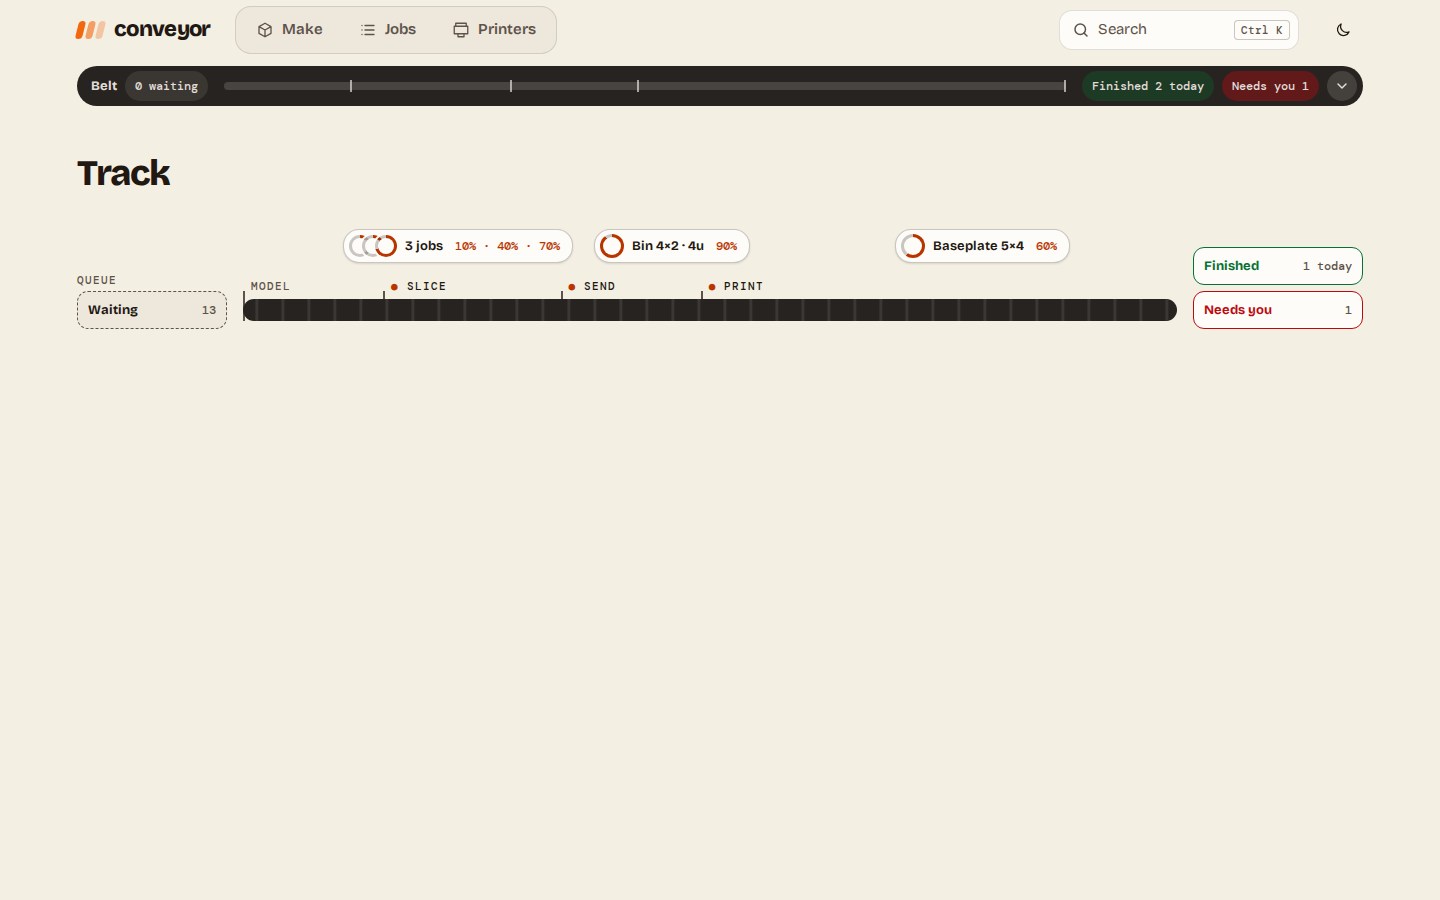 conveyor
Make
Jobs
Printers
Search
Ctrl K
Belt
0 waiting
Finished 2 today
Needs you 1
Track
3 jobs 10% · 40% · 70%
Bin 4×2 · 4u 90%
Baseplate 5×4 60%
Finished 1 today
QUEUE
MODEL
SLICE
SEND
PRINT
Waiting 13
Needs you 1